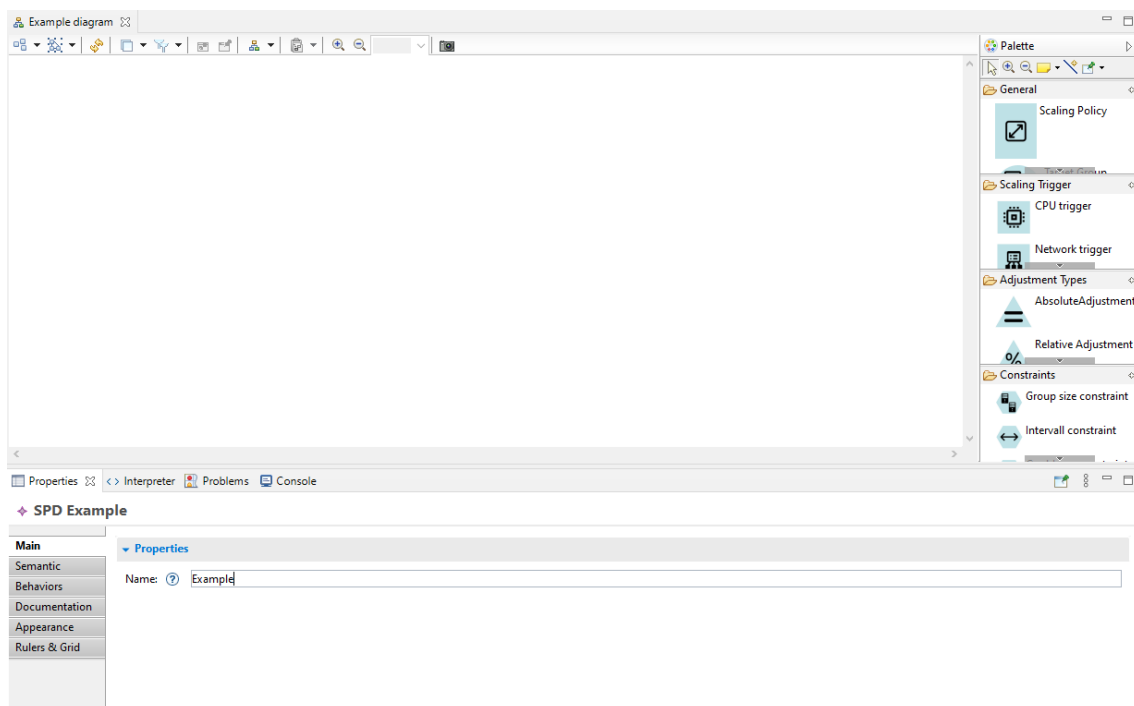 Example diagram
Palette
General
Scaling Policy
Target Group
Scaling Trigger
CPU trigger
Network trigger
Adjustment Types
AbsoluteAdjustment
Relative Adjustment
Constraints
Group size constraint
Intervall constraint
Properties Interpreter Problems Console
SPD Example
Main
Properties
Semantic
Name: ? Example
Behaviors
Documentation
Appearance
Rulers & Grid